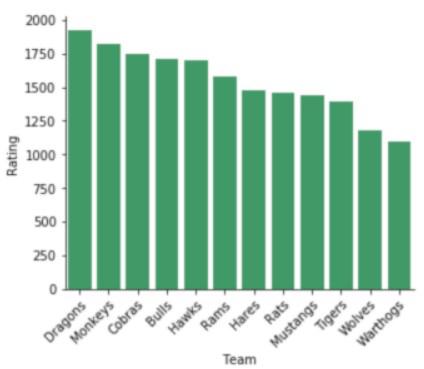 2000
1750
1500
1250
1000
750
500
250
0
Rating
Dragons
Monkeys
Cobras
Bulls
Hawks
Rams
Hares
Rats
Mustangs
Tigers
Wolves
Warthogs
Team